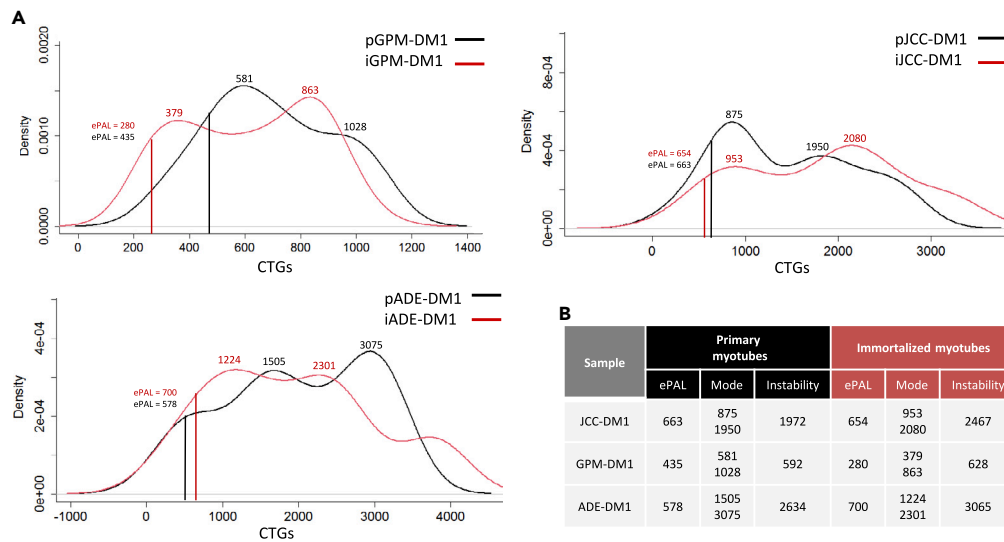 A
pGPM-DM1
iGPM-DM1
581
863
379
1028
ePAL = 280
ePAL = 435
Density
0.0020
0.0010
0.0000
0 200 400 600 800 1000 1400
CTGs
pJCC-DM1
iJCC-DM1
875
1950
2080
953
ePAL = 654
ePAL = 663
Density
8e-04
4e-04
0e+00
0 1000 2000 3000
CTGs
pADE-DM1
iADE-DM1
1224
1505
2301
3075
ePAL = 700
ePAL = 578
Density
4e-04
2e-04
0e+00
-1000 0 1000 2000 3000 4000
CTGs
B
Sample Primary myotubes Immortalized myotubes
ePAL Mode Instability ePAL Mode Instability
JCC-DM1 663 875 1950 1972 654 953 2080 2467
GPM-DM1 435 581 1028 592 280 379 863 628
ADE-DM1 578 1505 3075 2634 700 1224 2301 3065